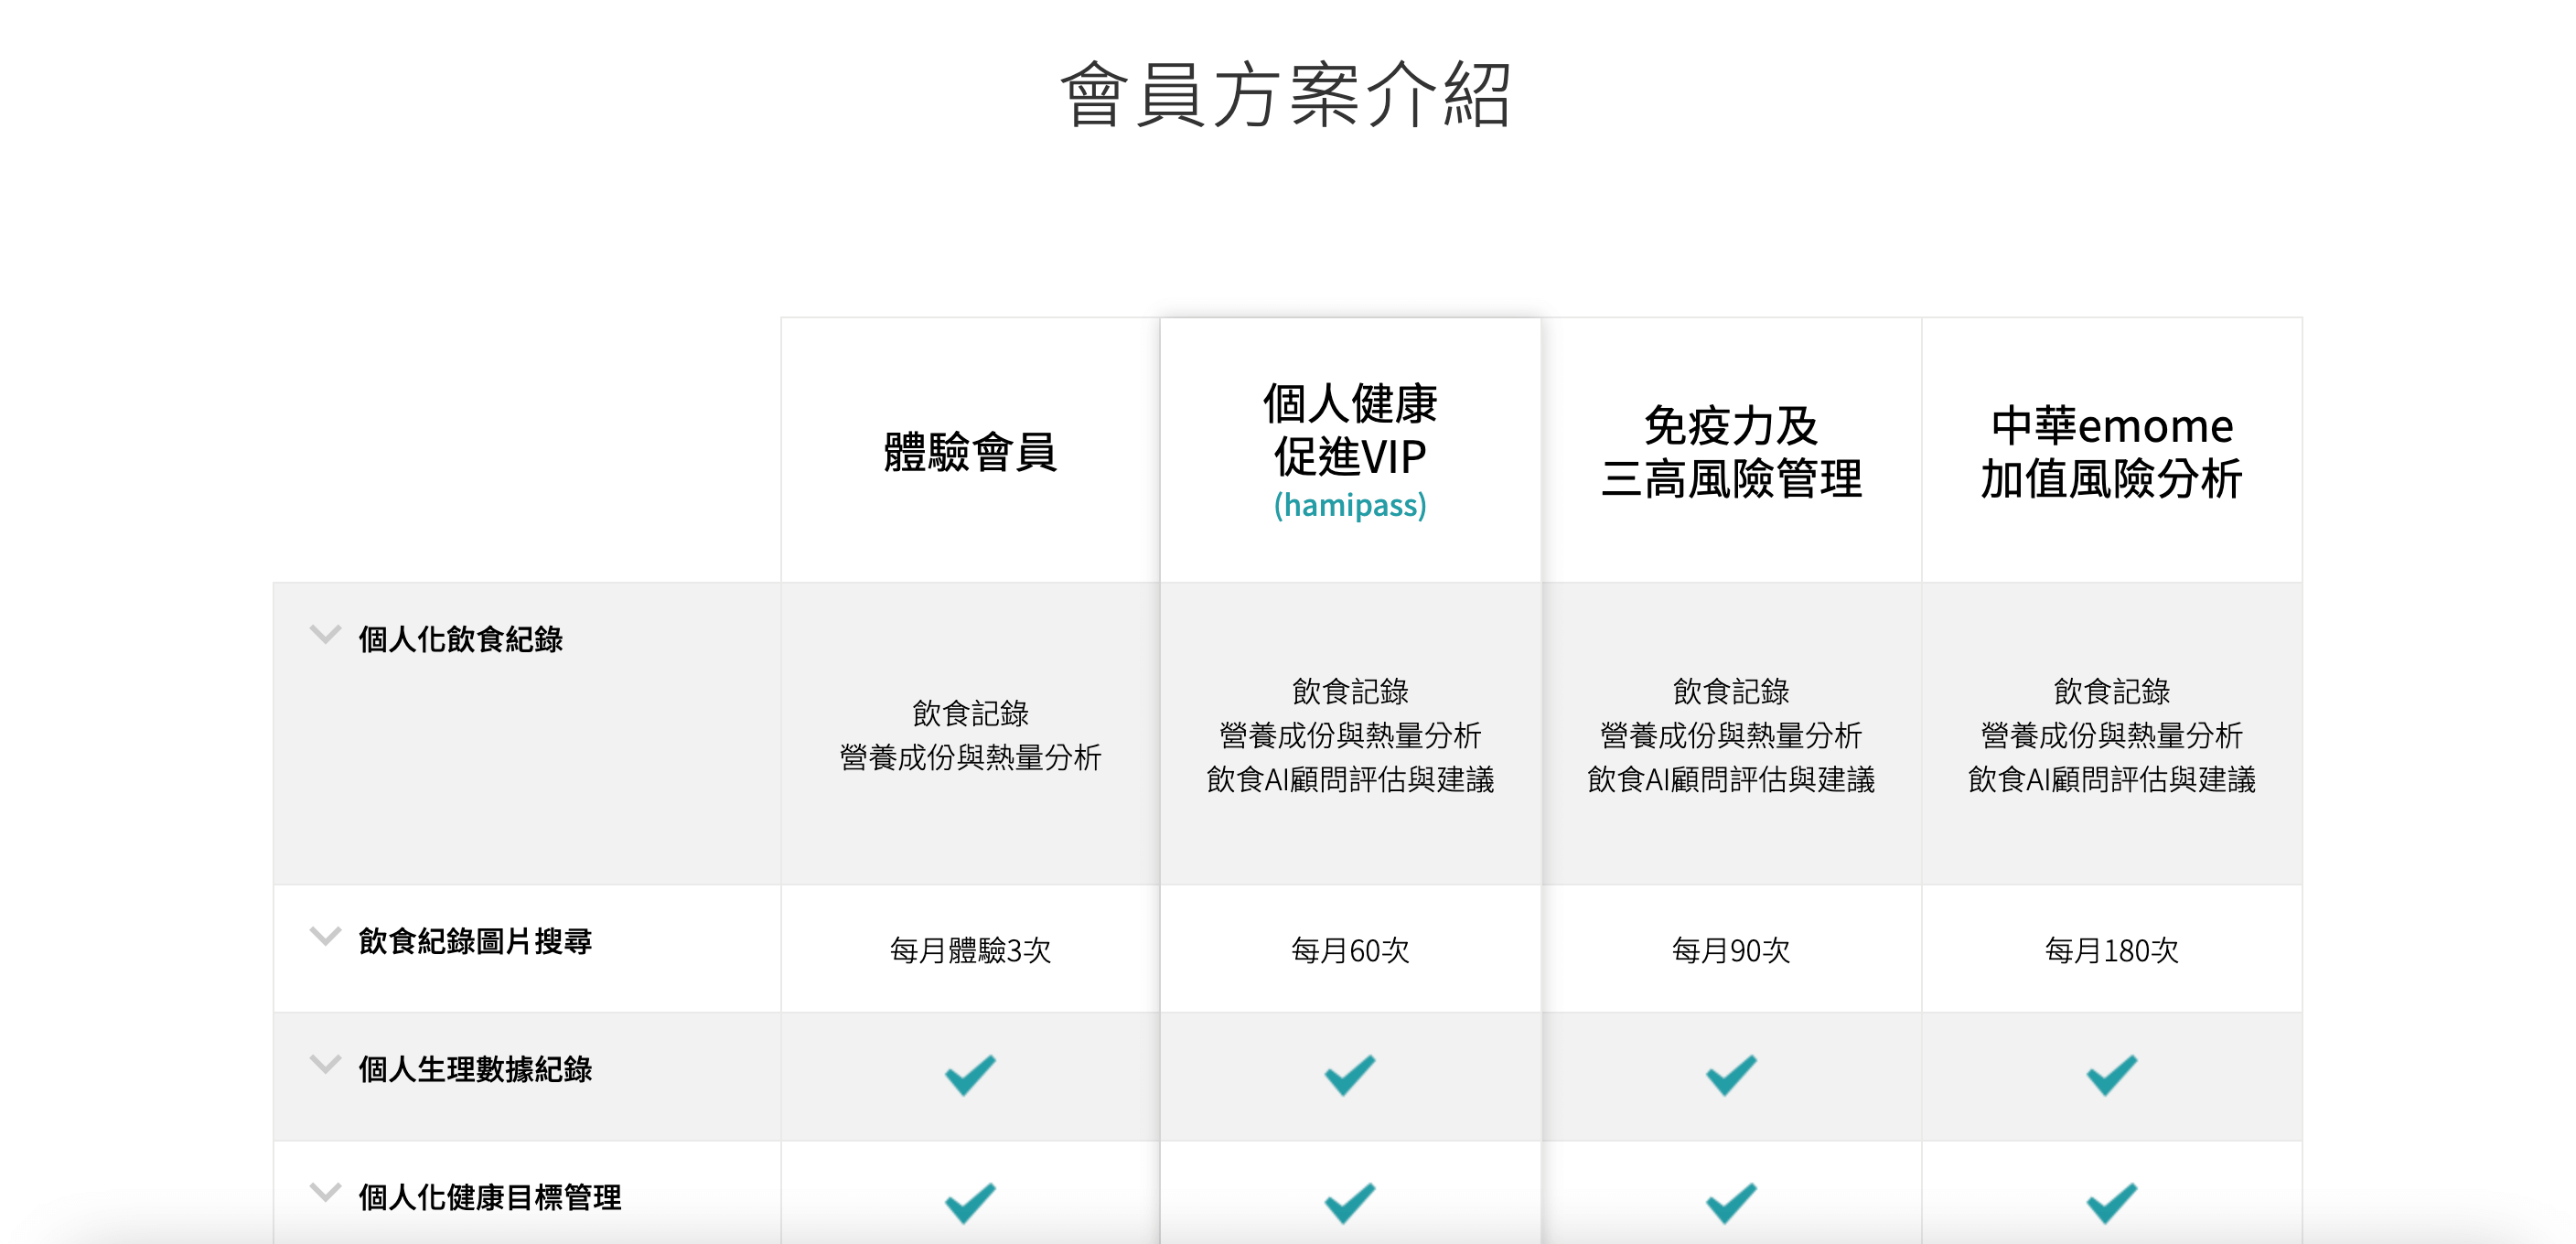 會員方案介紹
體驗會員
個人健康
促進VIP
(hamipass)
免疫力及
三高風險管理
中華emome
加值風險分析
個人化飲食紀錄
飲食記錄
營養成份與熱量分析
飲食記錄
營養成份與熱量分析
飲食AI顧問評估與建議
飲食記錄
營養成份與熱量分析
飲食AI顧問評估與建議
飲食記錄
營養成份與熱量分析
飲食AI顧問評估與建議
飲食紀錄圖片搜尋
每月體驗3次
每月60次
每月90次
每月180次
個人生理數據紀錄
個人化健康目標管理